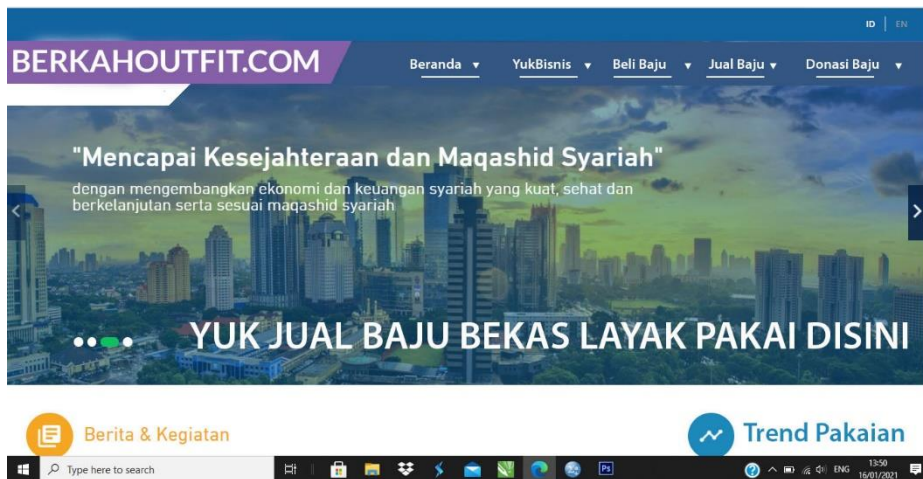 ID | EN
BERKAHOUTFIT.COM
Beranda ▼ YukBisnis ▼ Beli Baju ▼ Jual Baju ▼ Donasi Baju ▼
"Mencapai Kesejahteraan dan Maqashid Syariah"
dengan mengembangkan ekonomi dan keuangan syariah yang kuat, sehat dan
berkelanjutan serta sesuai maqashid syariah
YUK JUAL BAJU BEKAS LAYAK PAKAI DISINI
Berita & Kegiatan
Trend Pakaian
Type here to search
Ps
ENG
13:50
16/01/2021